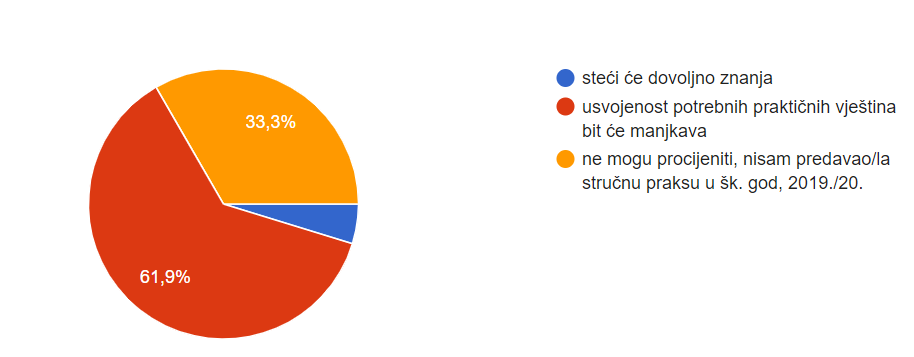 33,3%
61,9%
steći će dovoljno znanja
usvojenost potrebnih praktičnih vještina
bit će manjkava
ne mogu procijeniti, nisam predavao/la
stručnu praksu u šk. god, 2019./20.